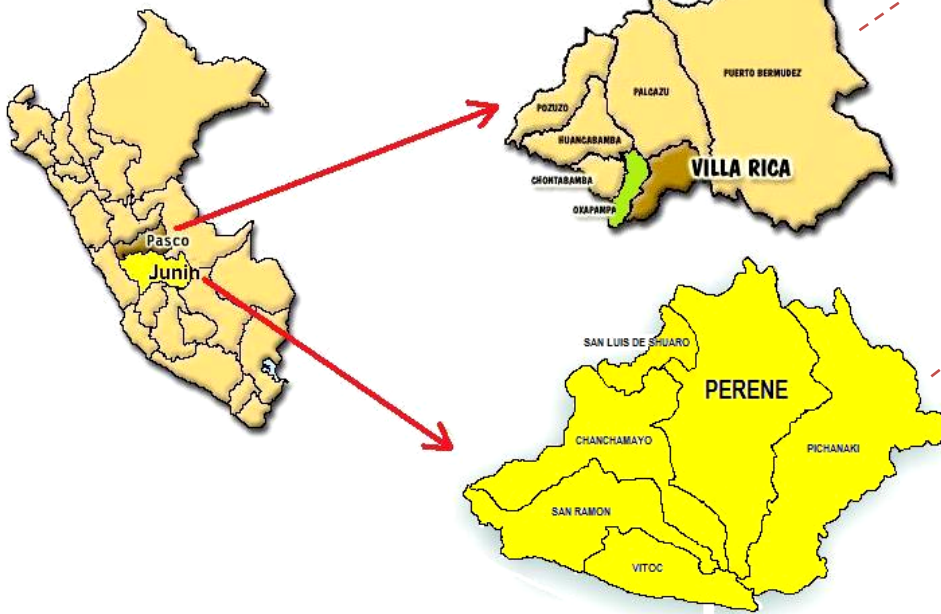 Pasco
Junin
PUERTO BERMUDEZ
PALCAZU
POZUZO
HUANCABAMBA
VILLA RICA
CHONTABAMBA
OXAPAMPA
SAN LUIS DE SHUARO
PERENE
CHANCHAMAYO
PICHANAKI
SAN RAMON
VITOC